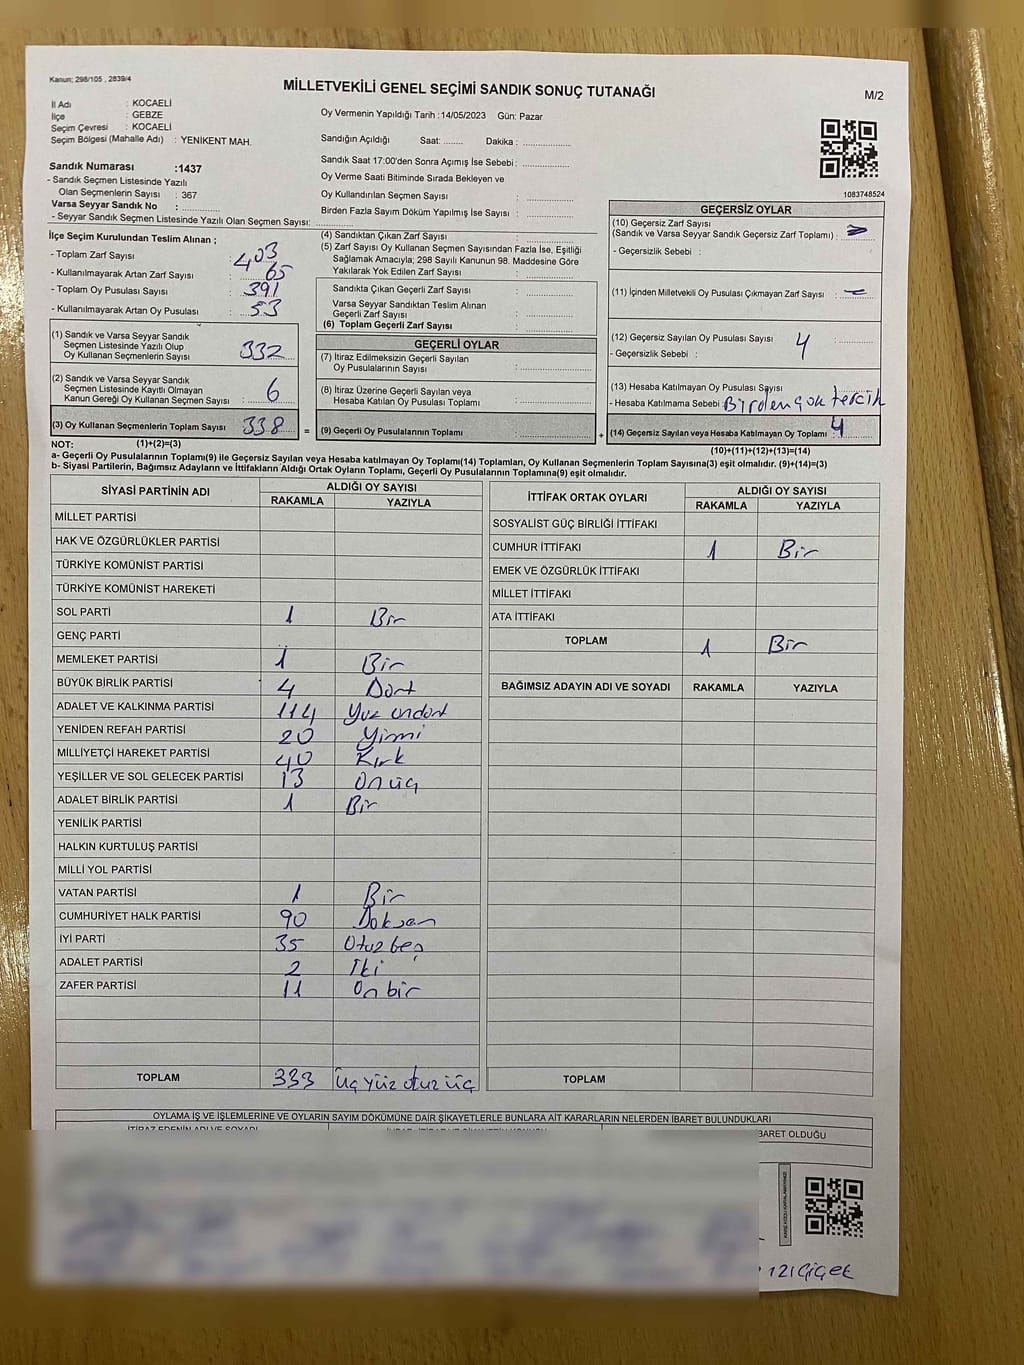 Kanun; 298/105 , 2839/4
MİLLETVEKİLİ GENEL SEÇİMİ SANDIK SONUÇ TUTANAĞI
M/2
İl Adı : KOCAELİ
İlçe : GEBZE
Seçim Çevresi : KOCAELİ
Seçim Bölgesi (Mahalle Adı) : YENİKENT MAH.
Sandık Numarası :1437
- Sandık Seçmen Listesinde Yazılı
Olan Seçmenlerin Sayısı : 367
Varsa Seyyar Sandık No :
- Seyyar Sandık Seçmen Listesinde Yazılı Olan Seçmen Sayısı:
Oy Vermenin Yapıldığı Tarih :14/05/2023 Gün: Pazar
Sandığın Açıldığı Saat: ........ Dakika :
Sandık Saat 17:00'den Sonra Açımış İse Sebebi :
Oy Verme Saati Bitiminde Sırada Bekleyen ve
Oy Kullandırılan Seçmen Sayısı :
Birden Fazla Sayım Döküm Yapılmış İse Sayısı :
1083748524
İlçe Seçim Kurulundan Teslim Alınan ;
- Toplam Zarf Sayısı : 403
- Kullanılmayarak Artan Zarf Sayısı : 65
- Toplam Oy Pusulası Sayısı : 391
- Kullanılmayarak Artan Oy Pusulası : 53
(1) Sandık ve Varsa Seyyar Sandık
Seçmen Listesinde Yazılı Olup
Oy Kullanan Seçmenlerin Sayısı : 332
(2) Sandık ve Varsa Seyyar Sandık
Seçmen Listesinde Kayıtlı Olmayan
Kanun Gereği Oy Kullanan Seçmen Sayısı : 6
(3) Oy Kullanan Seçmenlerin Toplam Sayısı : 338
(4) Sandıktan Çıkan Zarf Sayısı :
(5) Zarf Sayısı Oy Kullanan Seçmen Sayısından Fazla İse, Eşitliği
Sağlamak Amacıyla; 298 Sayılı Kanunun 98. Maddesine Göre
Yakılarak Yok Edilen Zarf Sayısı :
Sandıkta Çıkan Geçerli Zarf Sayısı :
Varsa Seyyar Sandıktan Teslim Alınan
Geçerli Zarf Sayısı :
(6) Toplam Geçerli Zarf Sayısı :
GEÇERLİ OYLAR
(7) İtiraz Edilmeksizin Geçerli Sayılan
Oy Pusulalarının Sayısı :
(8) İtiraz Üzerine Geçerli Sayılan veya
Hesaba Katılan Oy Pusulası Toplamı :
= (9) Geçerli Oy Pusulalarının Toplamı :
GEÇERSİZ OYLAR
(10) Geçersiz Zarf Sayısı
(Sandık ve Varsa Seyyar Sandık Geçersiz Zarf Toplamı) :
- Geçersizlik Sebebi :
(11) İçinden Milletvekili Oy Pusulası Çıkmayan Zarf Sayısı : –
(12) Geçersiz Sayılan Oy Pusulası Sayısı : 4
- Geçersizlik Sebebi :
(13) Hesaba Katılmayan Oy Pusulası Sayısı :
- Hesaba Katılmama Sebebi : Birden çok tercih
+ (14) Geçersiz Sayılan veya Hesaba Katılmayan Oy Toplamı : 4
NOT: (1)+(2)=(3) (10)+(11)+(12)+(13)=(14)
a- Geçerli Oy Pusulalarının Toplamı(9) ile Geçersiz Sayılan veya Hesaba katılmayan Oy Toplamı(14) Toplamları, Oy Kullanan Seçmenlerin Toplam Sayısına(3) eşit olmalıdır. (9)+(14)=(3)
b- Siyasi Partilerin, Bağımsız Adayların ve İttifakların Aldığı Ortak Oyların Toplamı, Geçerli Oy Pusulalarının Toplamına(9) eşit olmalıdır.
SİYASİ PARTİNİN ADI ALDIĞI OY SAYISI
RAKAMLA YAZIYLA
MİLLET PARTİSİ
HAK VE ÖZGÜRLÜKLER PARTİSİ
TÜRKİYE KOMÜNİST PARTİSİ
TÜRKİYE KOMÜNİST HAREKETİ
SOL PARTİ 1 Bir
GENÇ PARTİ
MEMLEKET PARTİSİ 1 Bir
BÜYÜK BİRLİK PARTİSİ 4 Dört
ADALET VE KALKINMA PARTİSİ 114 Yüz ondört
YENİDEN REFAH PARTİSİ 20 Yirmi
MİLLİYETÇİ HAREKET PARTİSİ 40 Kırk
YEŞİLLER VE SOL GELECEK PARTİSİ 13 Onüç
ADALET BİRLİK PARTİSİ 1 Bir
YENİLİK PARTİSİ
HALKIN KURTULUŞ PARTİSİ
MİLLİ YOL PARTİSİ
VATAN PARTİSİ 1 Bir
CUMHURİYET HALK PARTİSİ 90 Doksan
İYİ PARTİ 35 Otuzbeş
ADALET PARTİSİ 2 İki
ZAFER PARTİSİ 11 Onbir
TOPLAM 333 Üç yüz otuz üç
İTTİFAK ORTAK OYLARI ALDIĞI OY SAYISI
RAKAMLA YAZIYLA
SOSYALİST GÜÇ BİRLİĞİ İTTİFAKI
CUMHUR İTTİFAKI 1 Bir
EMEK VE ÖZGÜRLÜK İTTİFAKI
MİLLET İTTİFAKI
ATA İTTİFAKI
TOPLAM 1 Bir
BAĞIMSIZ ADAYIN ADI VE SOYADI RAKAMLA YAZIYLA
TOPLAM
OYLAMA İŞ VE İŞLEMLERİNE VE OYLARIN SAYIM DÖKÜMÜNE DAİR ŞİKAYETLERLE BUNLARA AİT KARARLARIN NELERDEN İBARET BULUNDUKLARI
İTİRAZ EDENİN ADI VE SOYADI
BARET OLDUĞU